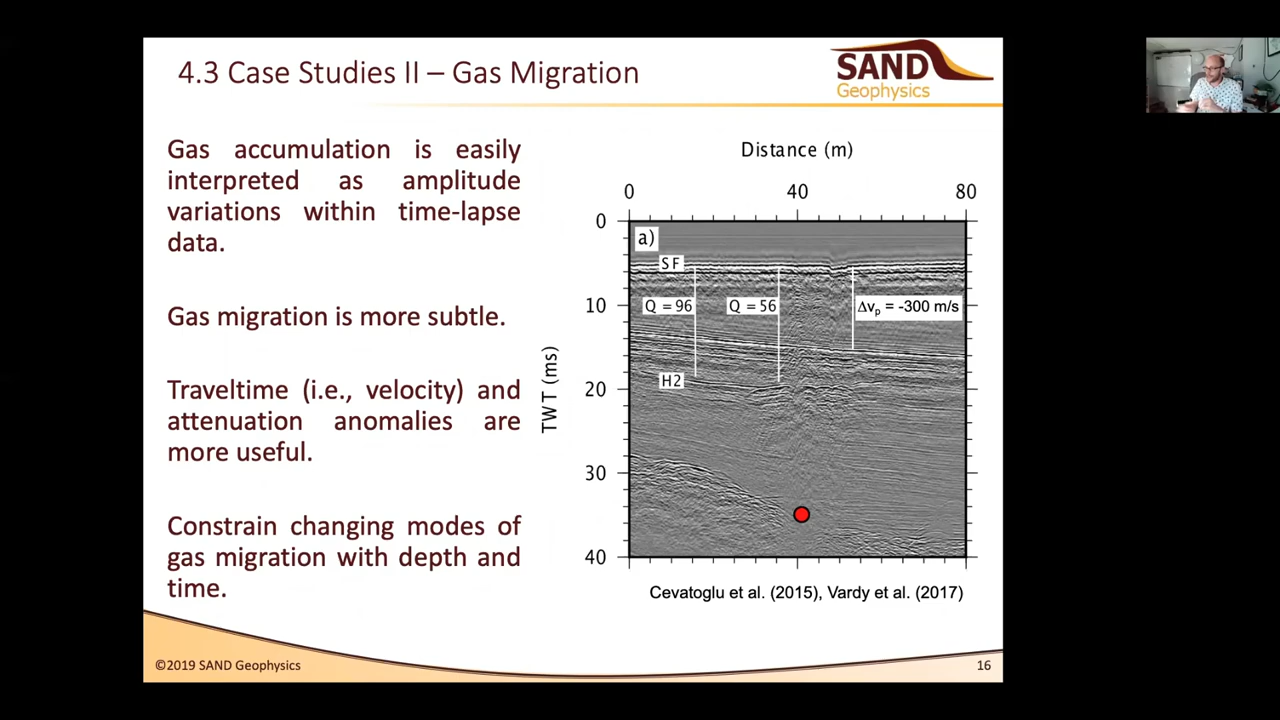 4.3 Case Studies II – Gas Migration
SAND
Geophysics
Gas accumulation is easily
interpreted as amplitude
variations within time-lapse
data.
Gas migration is more subtle.
Traveltime (i.e., velocity) and
attenuation anomalies are
more useful.
Constrain changing modes of
gas migration with depth and
time.
Distance (m)
0 40 80
0
a)
SF
10
Q = 96 Q = 56 Δvp = -300 m/s
TWT (ms)
H2
20
30
40
Cevatoglu et al. (2015), Vardy et al. (2017)
©2019 SAND Geophysics
16